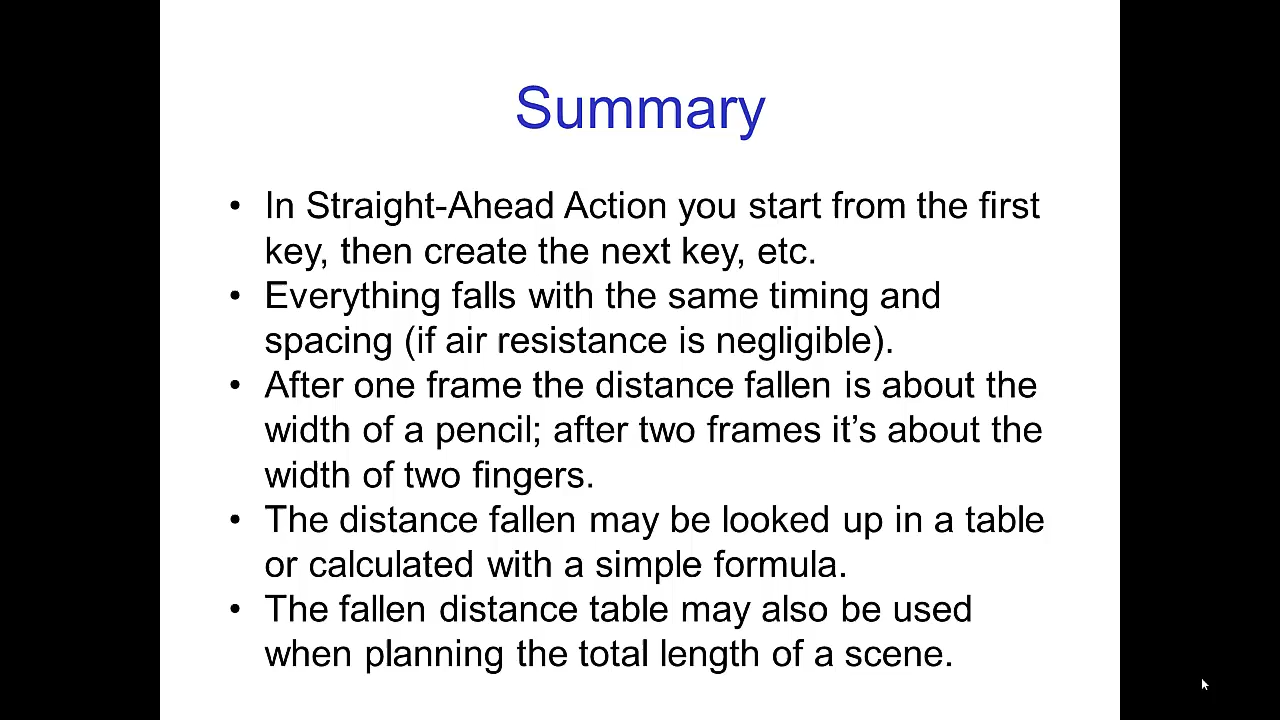 Summary
• In Straight-Ahead Action you start from the first
key, then create the next key, etc.
• Everything falls with the same timing and
spacing (if air resistance is negligible).
• After one frame the distance fallen is about the
width of a pencil; after two frames it’s about the
width of two fingers.
• The distance fallen may be looked up in a table
or calculated with a simple formula.
• The fallen distance table may also be used
when planning the total length of a scene.